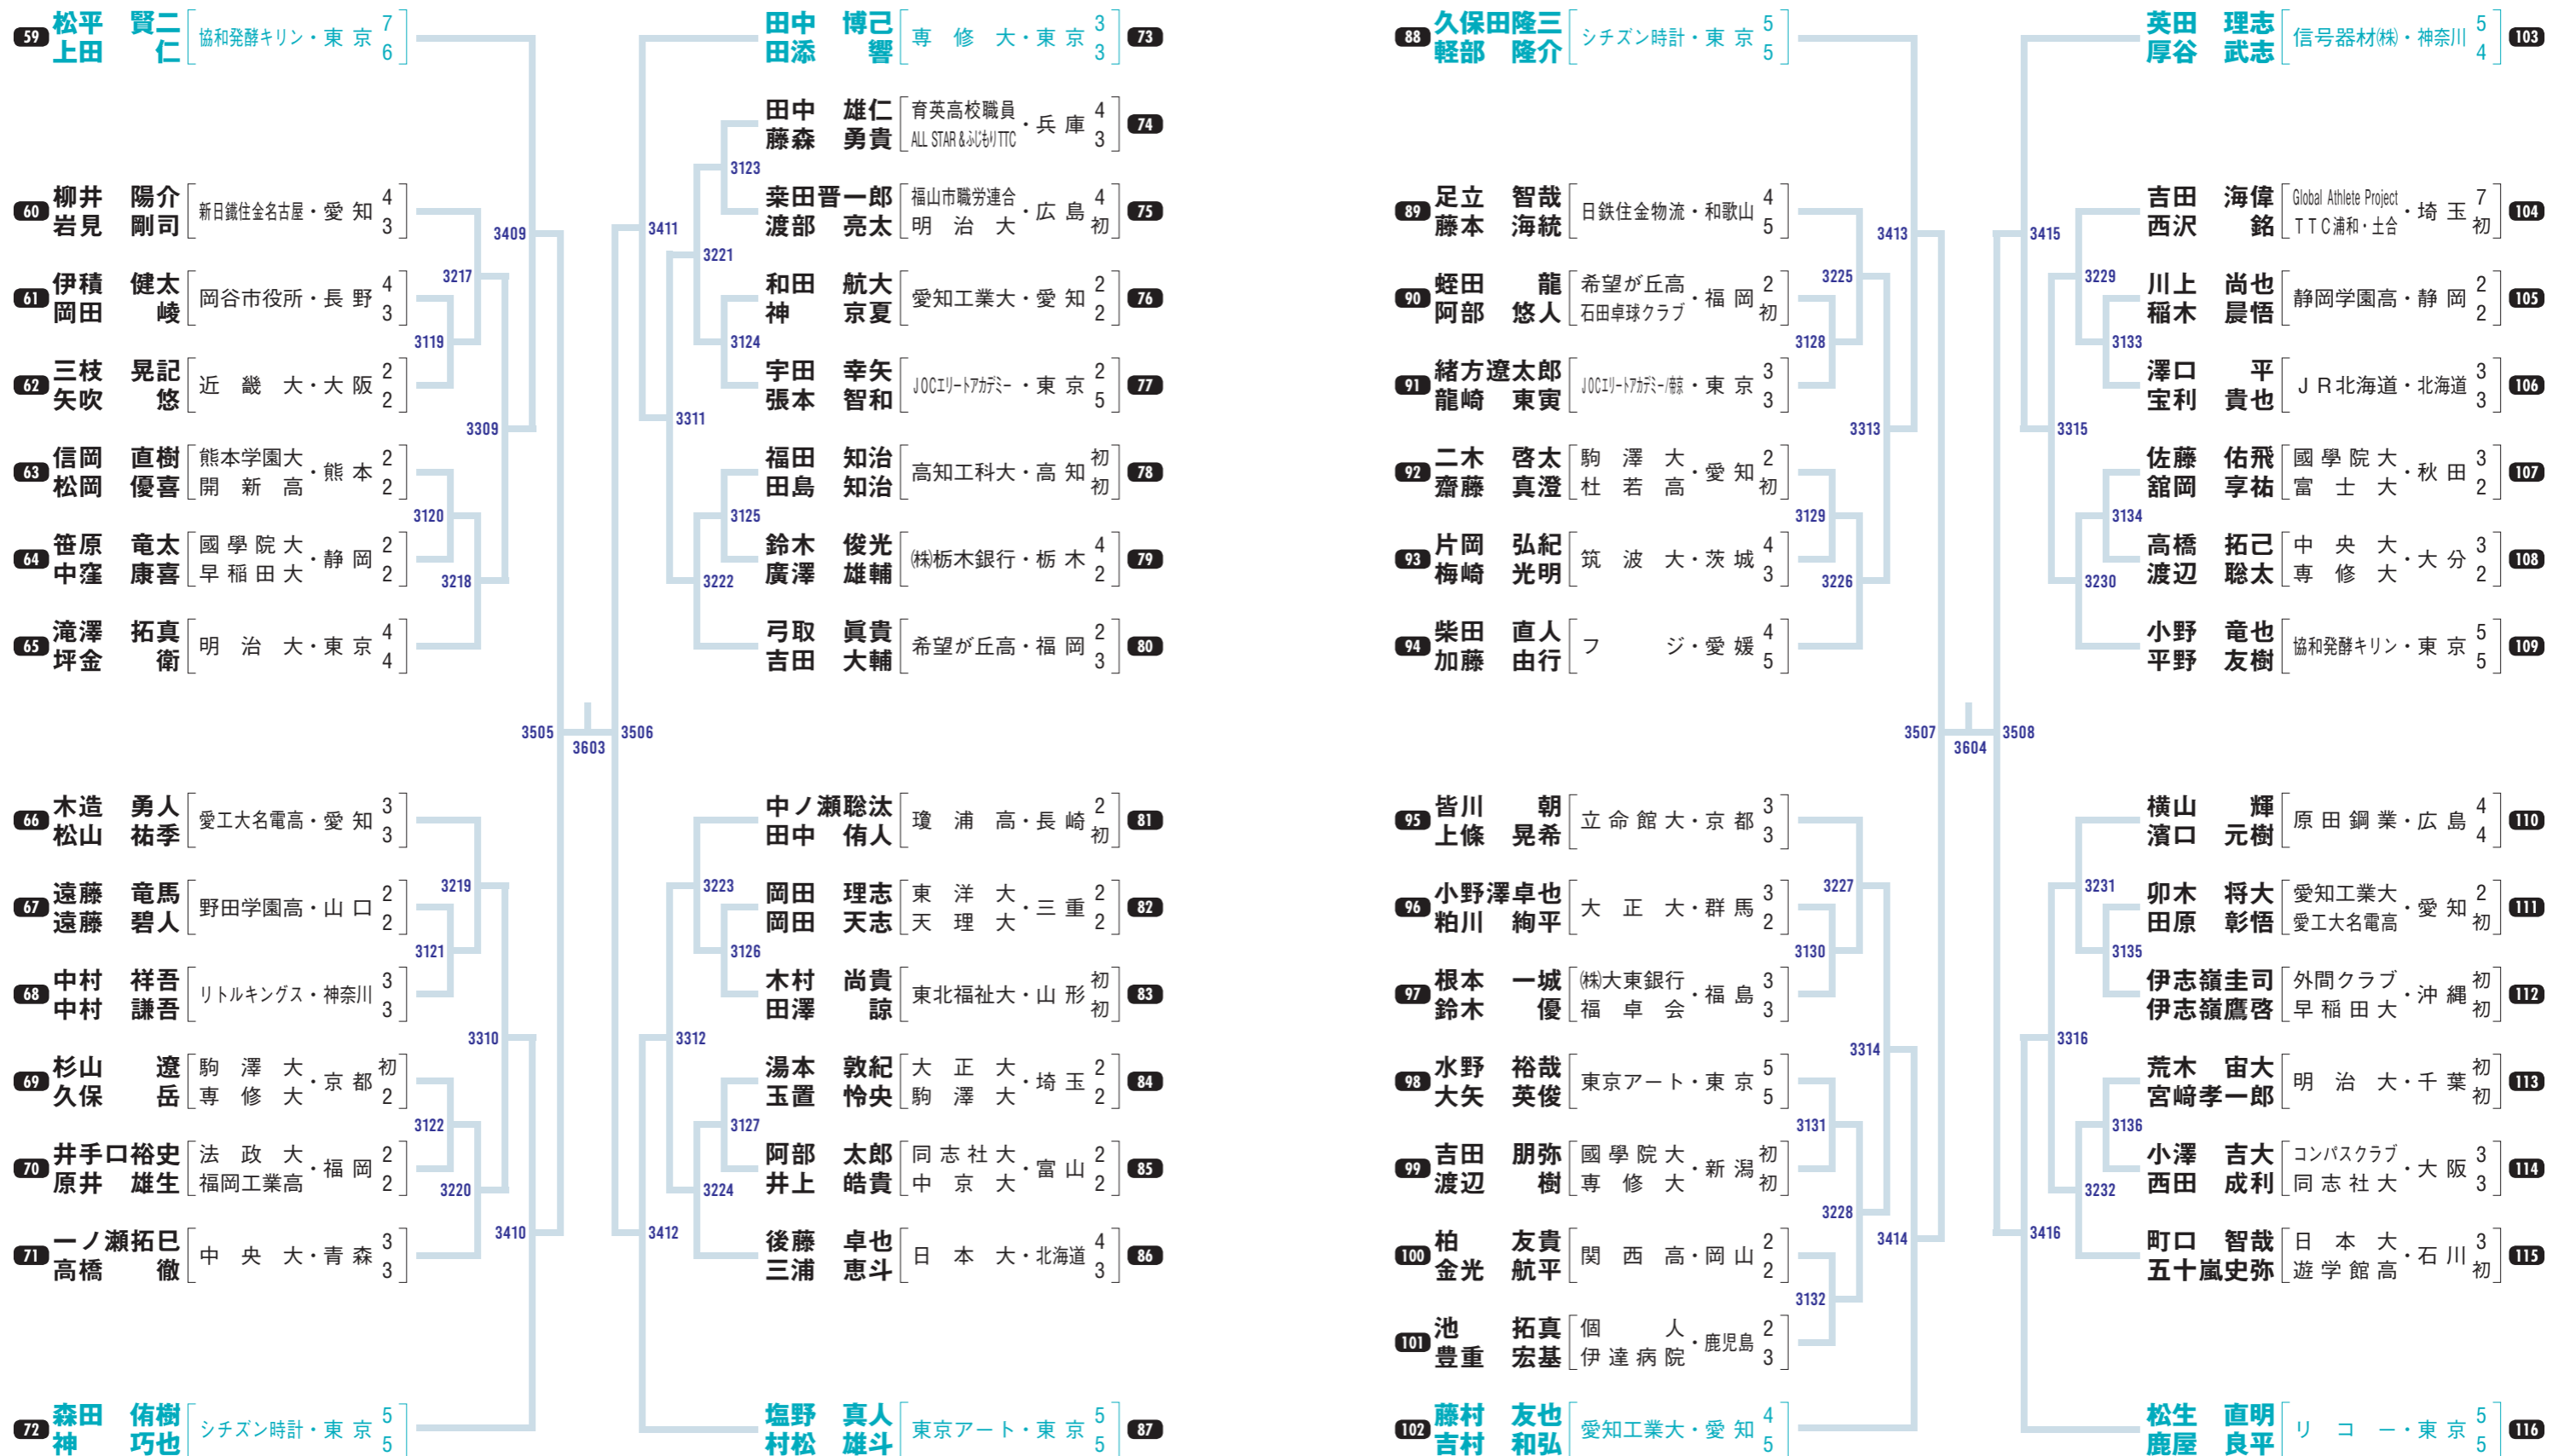 59 松平 賢二 上田 仁 [協和発酵キリン・東京 7 6]
60 柳井 陽介 岩見 剛司 [新日鐵住金名古屋・愛知 4 3]
61 伊積 健太 岡田 崚 [岡谷市役所・長野 4 3]
62 三枝 晃記 矢吹 悠 [近畿大・大阪 2 2]
63 信岡 直樹 松岡 優喜 [熊本学園大 開新高・熊本 2 2]
64 笹原 竜太 中窪 康喜 [國學院大 早稲田大・静岡 2 2]
65 滝澤 拓真 坪金 衛 [明治大・東京 4 4]
66 木造 勇人 松山 祐季 [愛工大名電高・愛知 3 3]
67 遠藤 竜馬 遠藤 碧人 [野田学園高・山口 2 2]
68 中村 祥吾 中村 謙吾 [リトルキングス・神奈川 3 3]
69 杉山 遼 久保 岳 [駒澤大 専修大・京都 初 2]
70 井手口裕史 原井 雄生 [法政大 福岡工業高・福岡 2 2]
71 一ノ瀬拓巳 高橋 徹 [中央大・青森 3 3]
72 森田 侑樹 神 巧也 [シチズン時計・東京 5 5]
3409
3217
3119
3309
3120
3218
3505
3603
3506
3219
3121
3310
3122
3220
3410
田中 博己 田添 響 [専修大・東京 3 3] 73
田中 雄仁 藤森 勇貴 [育英高校職員 ALL STAR&ふじもりTTC・兵庫 4 3] 74
桒田晋一郎 渡部 亮太 [福山市職労連合 明治大・広島 4 初] 75
和田 航大 神 京夏 [愛知工業大・愛知 2 2] 76
宇田 幸矢 張本 智和 [JOCエリートアカデミー・東京 2 5] 77
福田 知治 田島 知治 [高知工科大・高知 初 初] 78
鈴木 俊光 廣澤 雄輔 [㈱栃木銀行・栃木 4 2] 79
弓取 眞貴 吉田 大輔 [希望が丘高・福岡 2 3] 80
中ノ瀬聡汰 田中 侑人 [瓊浦高・長崎 2 初] 81
岡田 理志 岡田 天志 [東洋大 天理大・三重 2 2] 82
木村 尚貴 田澤 諒 [東北福祉大・山形 初 初] 83
湯本 敦紀 玉置 怜央 [大正大 駒澤大・埼玉 2 2] 84
阿部 太郎 井上 皓貴 [同志社大 中京大・富山 2 2] 85
後藤 卓也 三浦 恵斗 [日本大・北海道 4 3] 86
塩野 真人 村松 雄斗 [東京アート・東京 5 5] 87
3123
3411
3221
3124
3311
3125
3222
3223
3126
3312
3127
3224
3412
88 久保田隆三 軽部 隆介 [シチズン時計・東京 5 5]
89 足立 智哉 藤本 海統 [日鉄住金物流・和歌山 4 5]
90 蛭田 龍 阿部 悠人 [希望が丘高 石田卓球クラブ・福岡 2 初]
91 緒方遼太郎 龍崎 東寅 [JOCエリートアカデミー/帝京・東京 3 3]
92 二木 啓太 齋藤 真澄 [駒澤大 杜若高・愛知 2 初]
93 片岡 弘紀 梅崎 光明 [筑波大・茨城 4 3]
94 柴田 直人 加藤 由行 [フジ・愛媛 4 5]
95 皆川 朝 上條 晃希 [立命館大・京都 3 3]
96 小野澤卓也 粕川 絢平 [大正大・群馬 3 2]
97 根本 一城 鈴木 優 [㈱大東銀行 福卓会・福島 3 3]
98 水野 裕哉 大矢 英俊 [東京アート・東京 5 5]
99 吉田 朋弥 渡辺 樹 [國學院大 専修大・新潟 初 初]
100 柏 友貴 金光 航平 [関西高・岡山 2 2]
101 池 拓真 豊重 宏基 [個人 伊達病院・鹿児島 2 3]
102 藤村 友也 吉村 和弘 [愛知工業大・愛知 4 5]
3413
3225
3128
3313
3129
3226
3507
3604
3508
3227
3130
3314
3131
3228
3414
3132
英田 理志 厚谷 武志 [信号器材㈱・神奈川 5 4] 103
吉田 海偉 西沢 銘 [Global Athlete Project TTC浦和・土合・埼玉 7 初] 104
川上 尚也 稲木 晨悟 [静岡学園高・静岡 2 2] 105
澤口 平 宝利 貴也 [JR北海道・北海道 3 3] 106
佐藤 佑飛 舘岡 享祐 [國學院大 富士大・秋田 3 2] 107
高橋 拓己 渡辺 聡太 [中央大 専修大・大分 3 2] 108
小野 竜也 平野 友樹 [協和発酵キリン・東京 5 5] 109
横山 輝 濱口 元樹 [原田鋼業・広島 4 4] 110
卯木 将大 田原 彰悟 [愛知工業大 愛工大名電高・愛知 2 初] 111
伊志嶺圭司 伊志嶺鷹啓 [外間クラブ 早稲田大・沖縄 初 初] 112
荒木 宙大 宮﨑孝一郎 [明治大・千葉 初 初] 113
小澤 吉大 西田 成利 [コンパスクラブ 同志社大・大阪 3 3] 114
町口 智哉 五十嵐史弥 [日本大 遊学館高・石川 3 初] 115
松生 直明 鹿屋 良平 [リコー・東京 5 5] 116
3415
3229
3133
3315
3134
3230
3231
3135
3316
3136
3232
3416